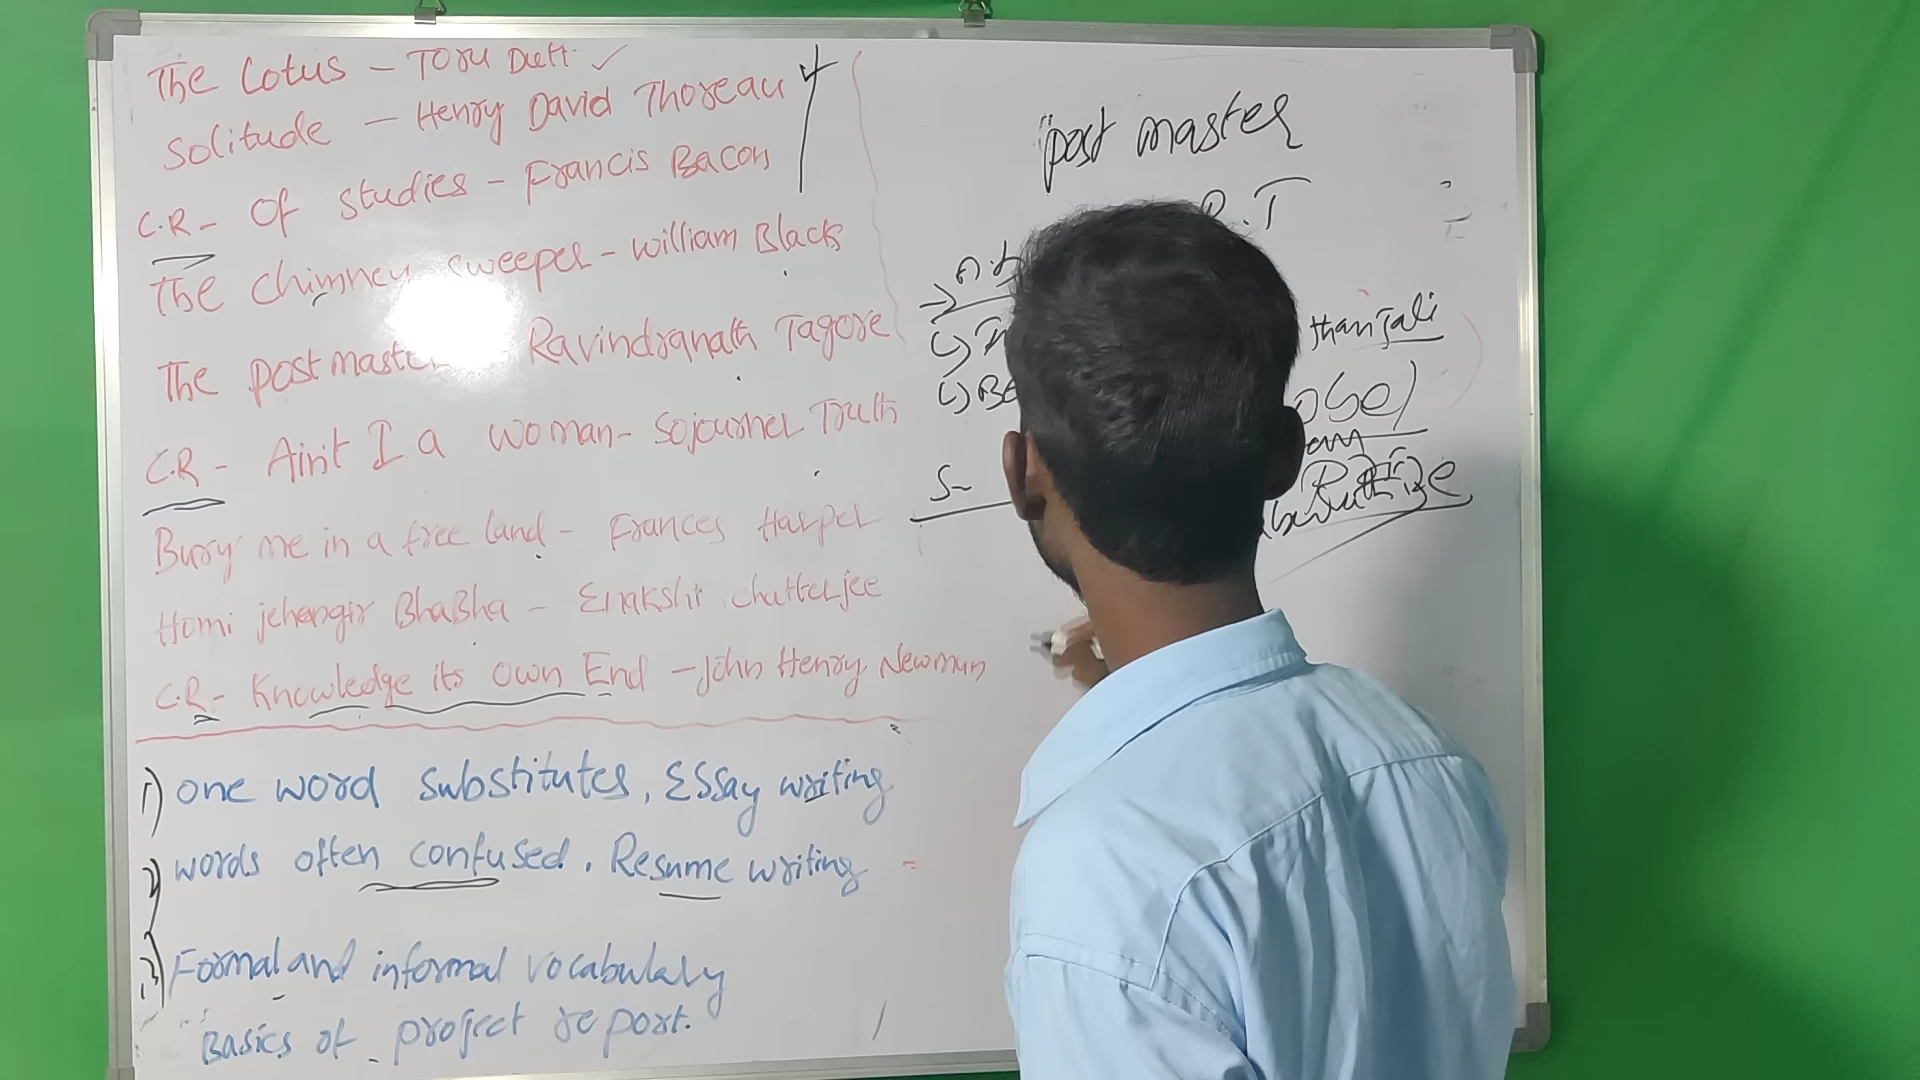 The Lotus - TORU Dutt ✓
Solitude - Henry David Thoreau
C.R - Of Studies - Francis Bacon
The Chimney Sweeper - William Black
The Postmaster - Ravindranath Tagore
C.R - Ain't I a Woman - Sojourner Truth
Bury me in a free land - Frances Harper
Homi jehangir BhaBha - Enakshi chatterjee
C.R - Knowledge its Own End - John Henry Newman
1) one word substitutes, Essay writing
2) words often confused. Resume writing
3) Formal and informal vocabulary
Basics of project report.
post master
R.T
thanjali
S-